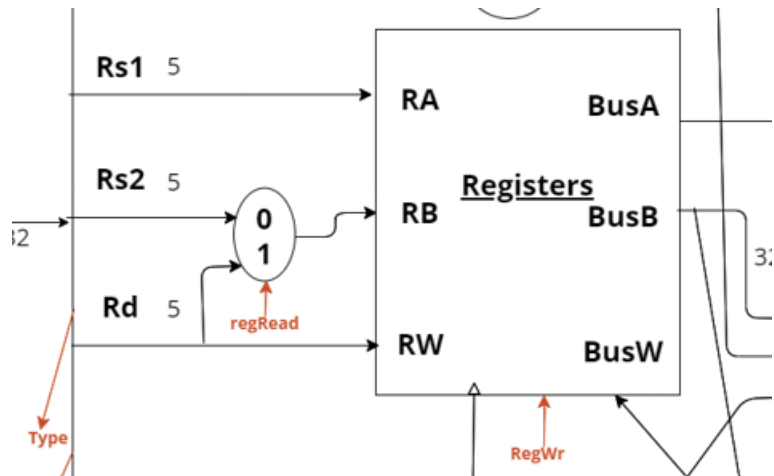 Rs1 5
RA
BusA
Rs2 5
Registers
0
RB
BusB
1
32
Rd 5
regRead
RW
BusW
Type
RegWr